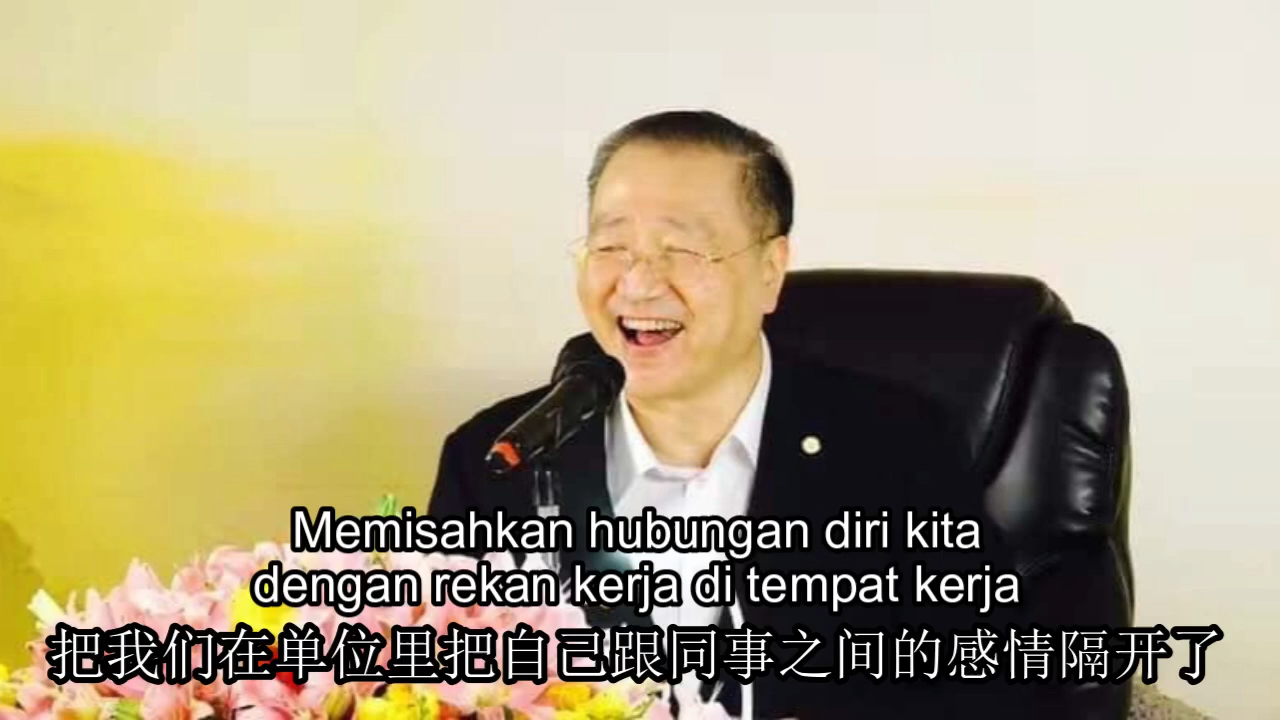 Memisahkan hubungan diri kita
dengan rekan kerja di tempat kerja
把我们在单位里把自己跟同事之间的感情隔开了